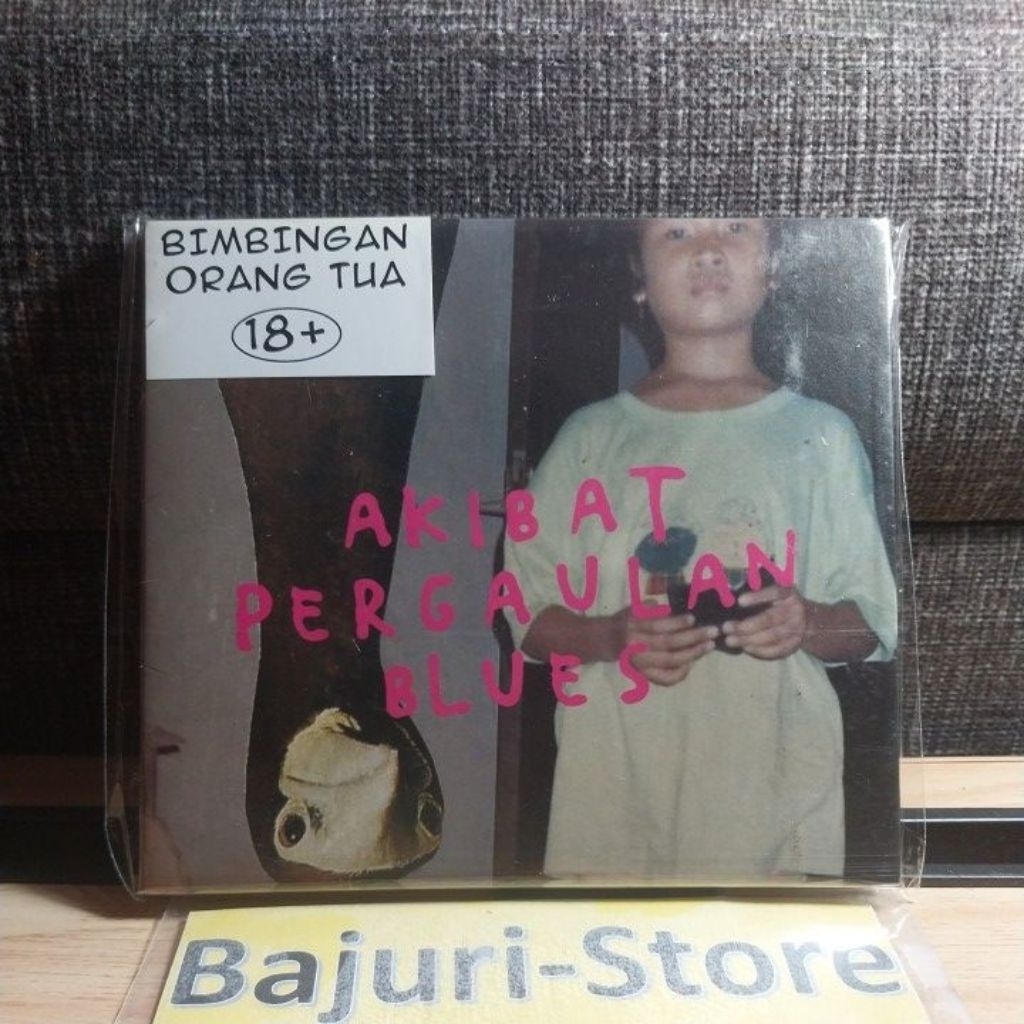 BIMBINGAN
ORANG TUA
18+
AKIBAT
PERGAULAN
BLUES
Bajuri-Store